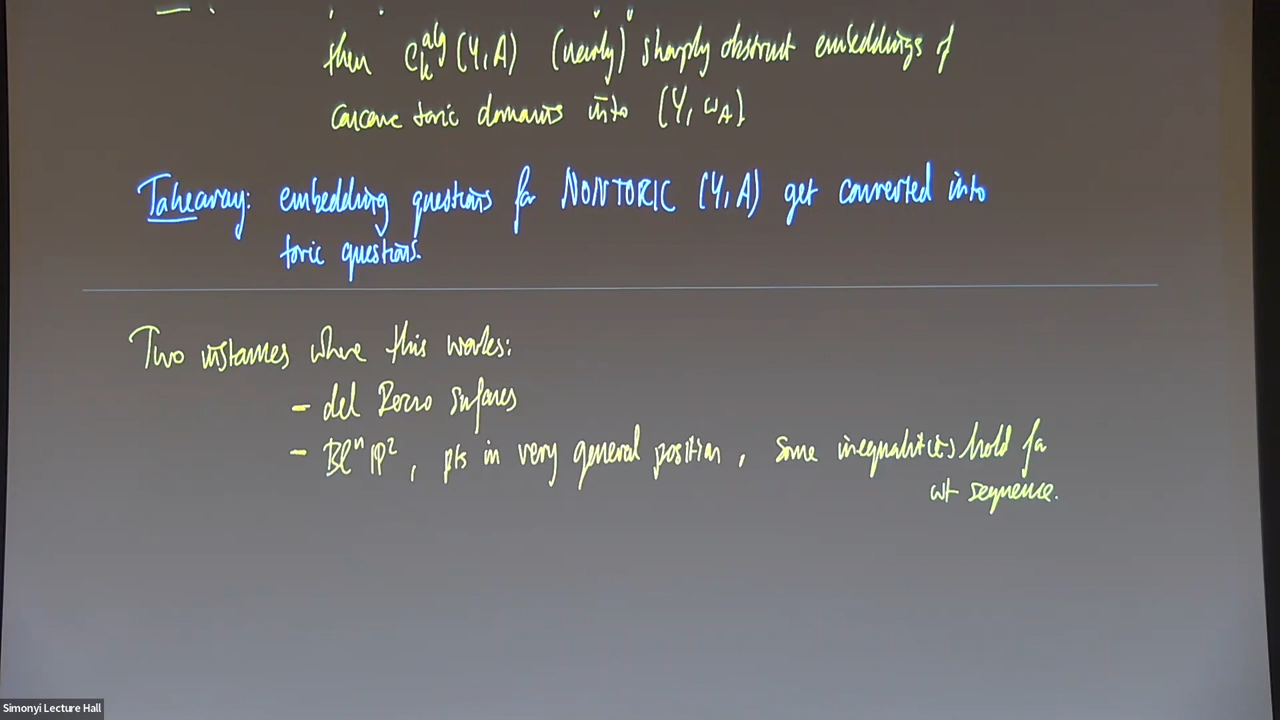 then c_k^{alg}(Y, A) (nearly) sharply obstruct embeddings of
concave toric domains into (Y, ω_A)
Takeaway: embedding questions for NONTORIC (Y, A) get converted into
toric questions.
Two instances where this works:
- del Pezzo surfaces
- Bl^n P^2, pts in very general position, some inequalities hold for
wt sequence.
Simonyi Lecture Hall